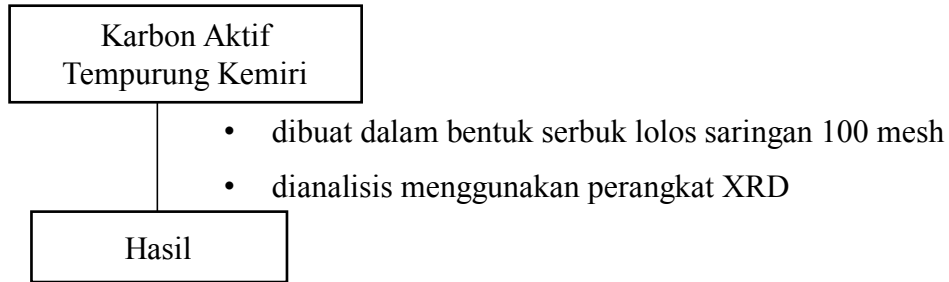 Karbon Aktif
Tempurung Kemiri
• dibuat dalam bentuk serbuk lolos saringan 100 mesh
• dianalisis menggunakan perangkat XRD
Hasil